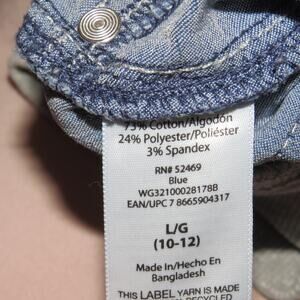 73% Cotton/Algodón
24% Polyester/Poliéster
3% Spandex
RN# 52469
Blue
WG32100028178B
EAN/UPC 7 8665904317
L/G
(10-12)
Made in/Hecho En
Bangladesh
THIS LABEL YARN IS MADE
RECYCLED